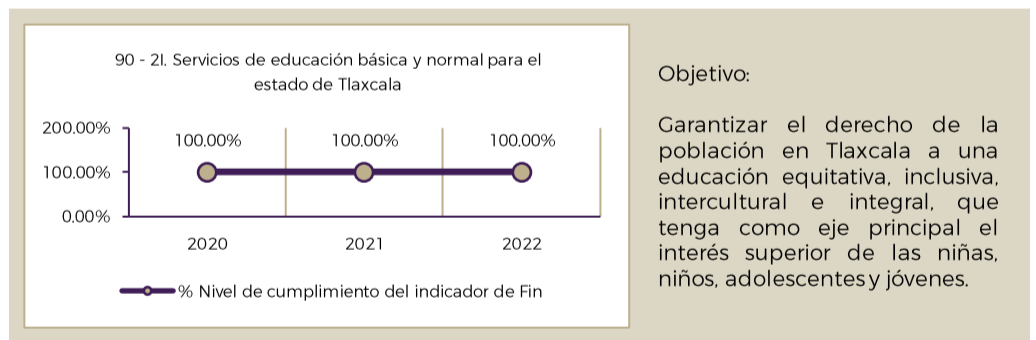 90 - 2I. Servicios de educación básica y normal para el
estado de Tlaxcala
200.00%
100.00%
0.00%
100.00%
100.00%
100.00%
2020
2021
2022
% Nivel de cumplimiento del indicador de Fin
Objetivo:
Garantizar el derecho de la
población en Tlaxcala a una
educación equitativa, inclusiva,
intercultural e integral, que
tenga como eje principal el
interés superior de las niñas,
niños, adolescentes y jóvenes.